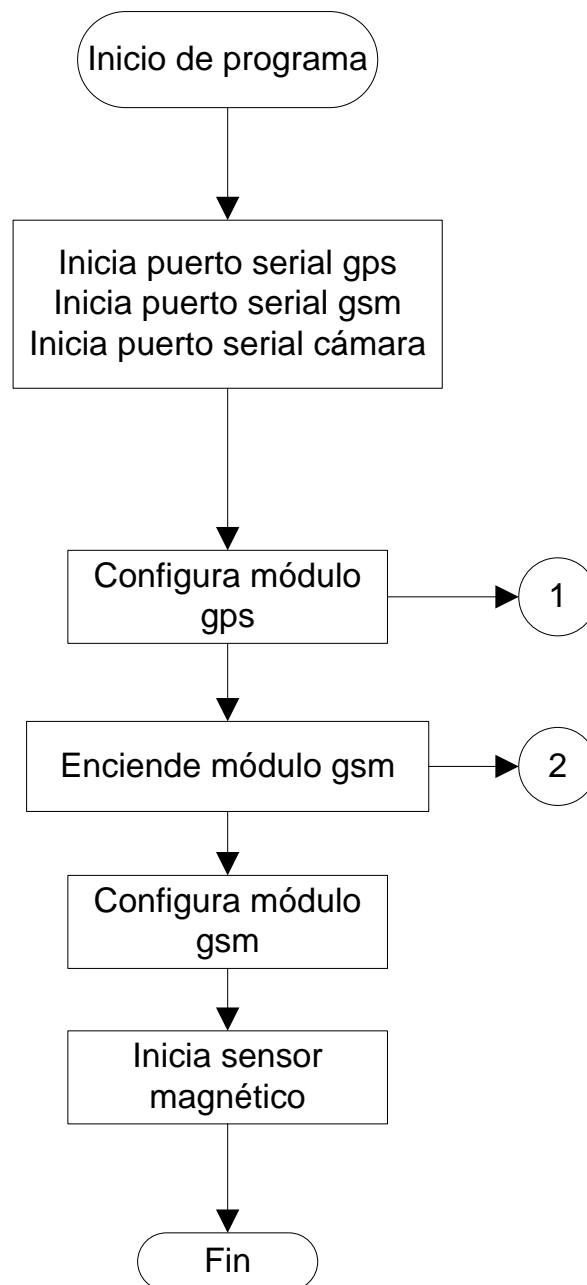 Inicio de programa
Inicia puerto serial gps
Inicia puerto serial gsm
Inicia puerto serial cámara
Configura módulo
gps
1
Enciende módulo gsm
2
Configura módulo
gsm
Inicia sensor
magnético
Fin